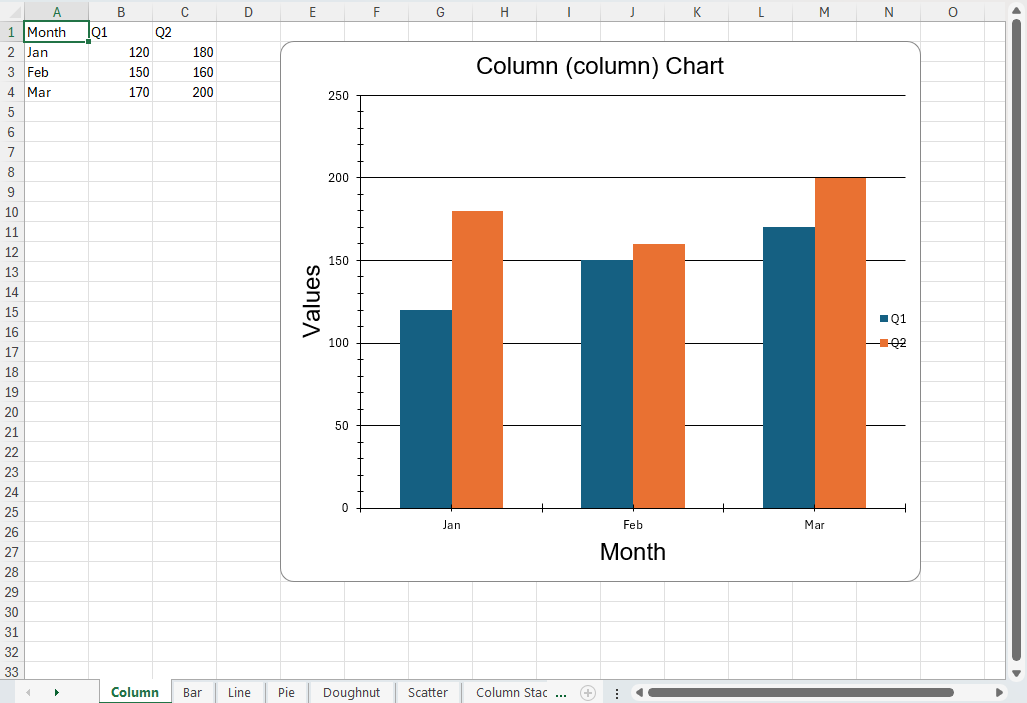 A B C D E F G H I J K L M N O
1 Month Q1 Q2
2 Jan 120 180
3 Feb 150 160
4 Mar 170 200
5
6
7
8
9
10
11
12
13
14
15
16
17
18
19
20
21
22
23
24
25
26
27
28
29
30
31
32
33
Column (column) Chart
250
200
150
100
50
0
Values
Jan Feb Mar
Month
Q1
Q2
Column Bar Line Pie Doughnut Scatter Column Stac ...